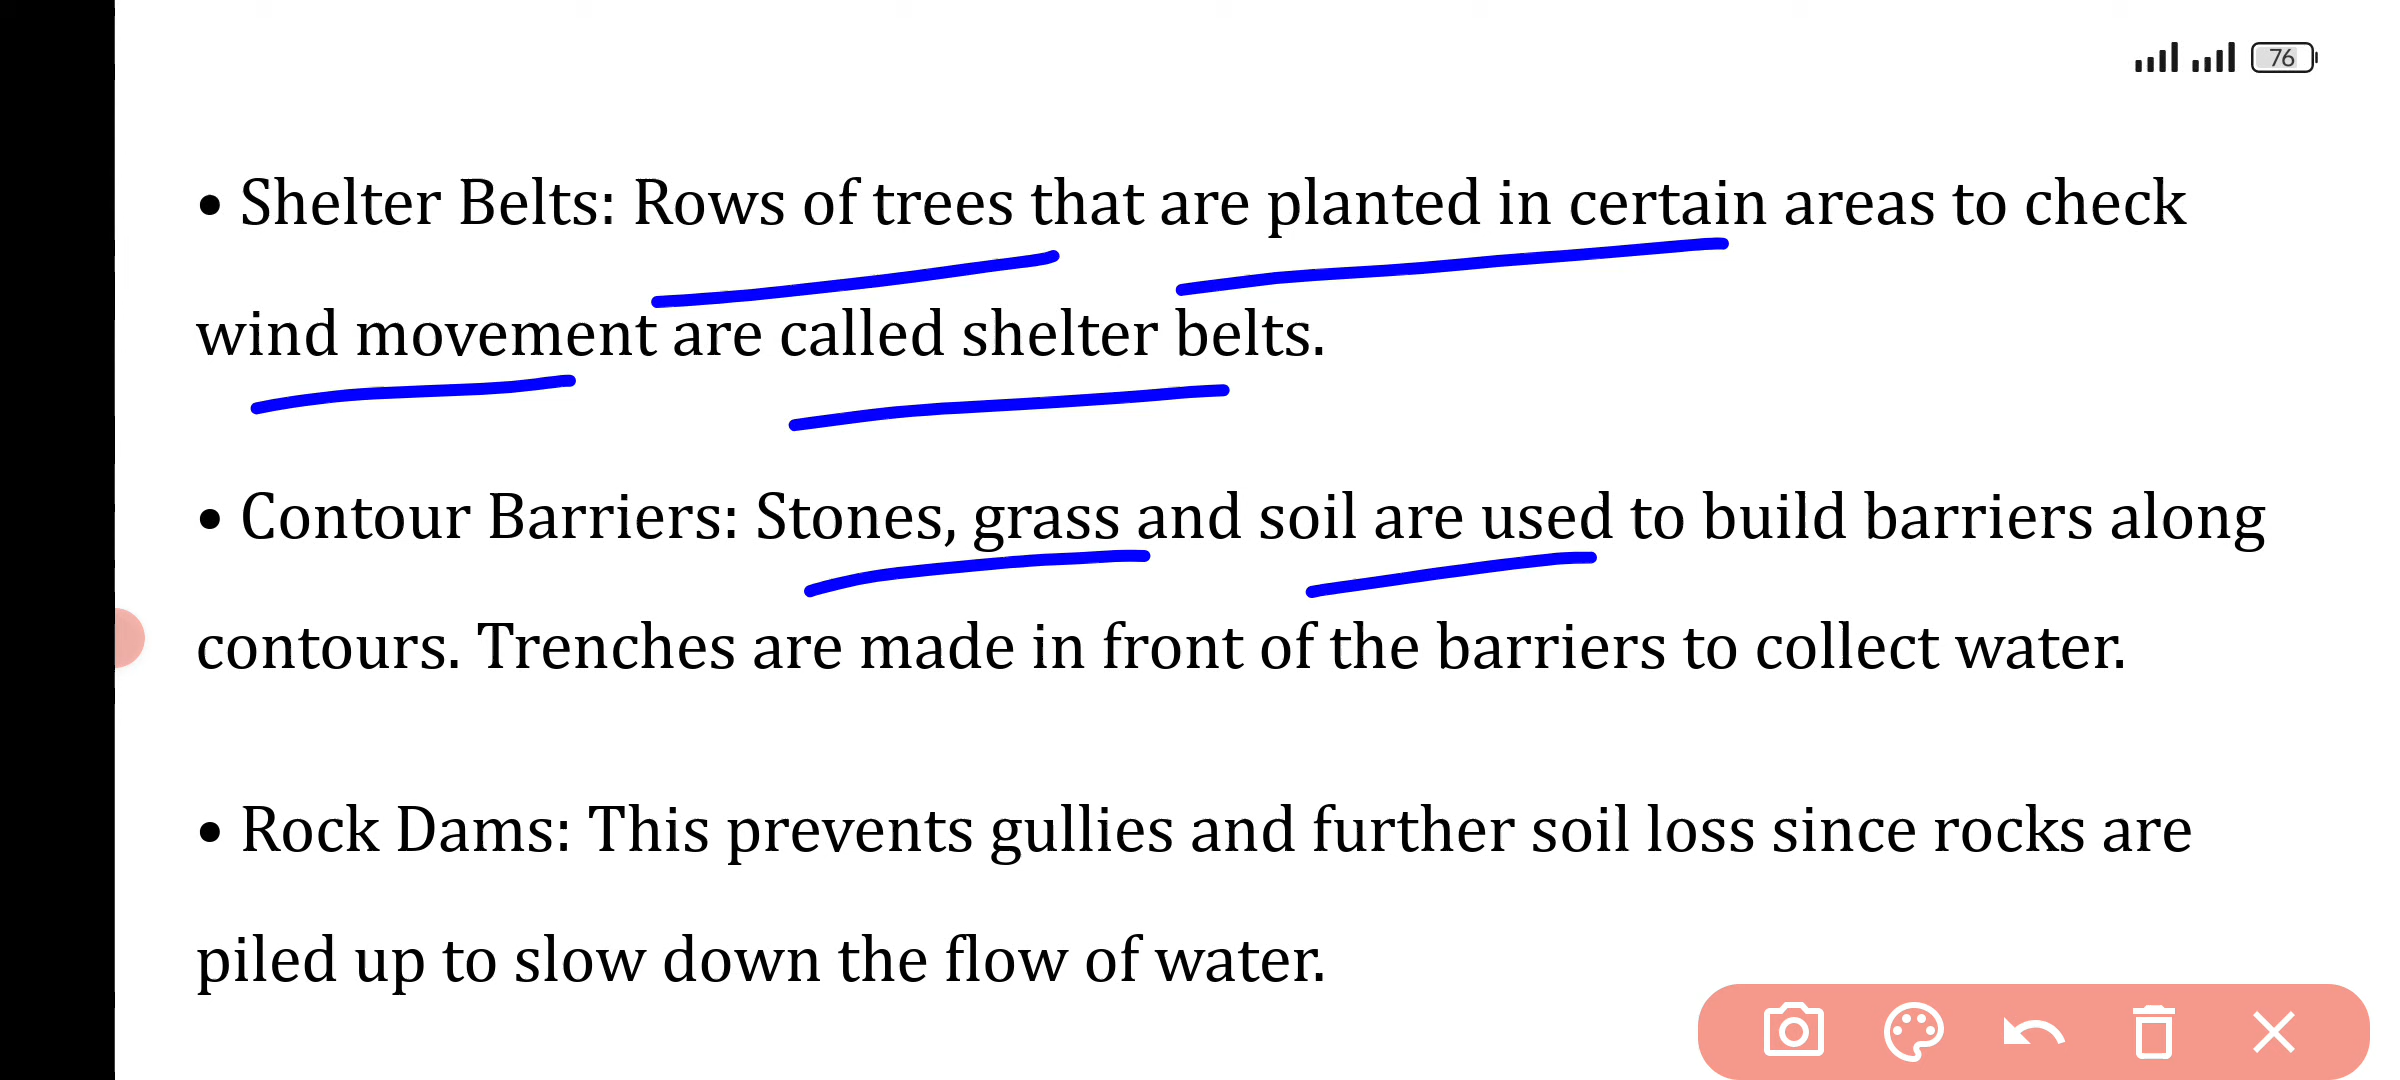 76
• Shelter Belts: Rows of trees that are planted in certain areas to check
wind movement are called shelter belts.
• Contour Barriers: Stones, grass and soil are used to build barriers along
contours. Trenches are made in front of the barriers to collect water.
• Rock Dams: This prevents gullies and further soil loss since rocks are
piled up to slow down the flow of water.